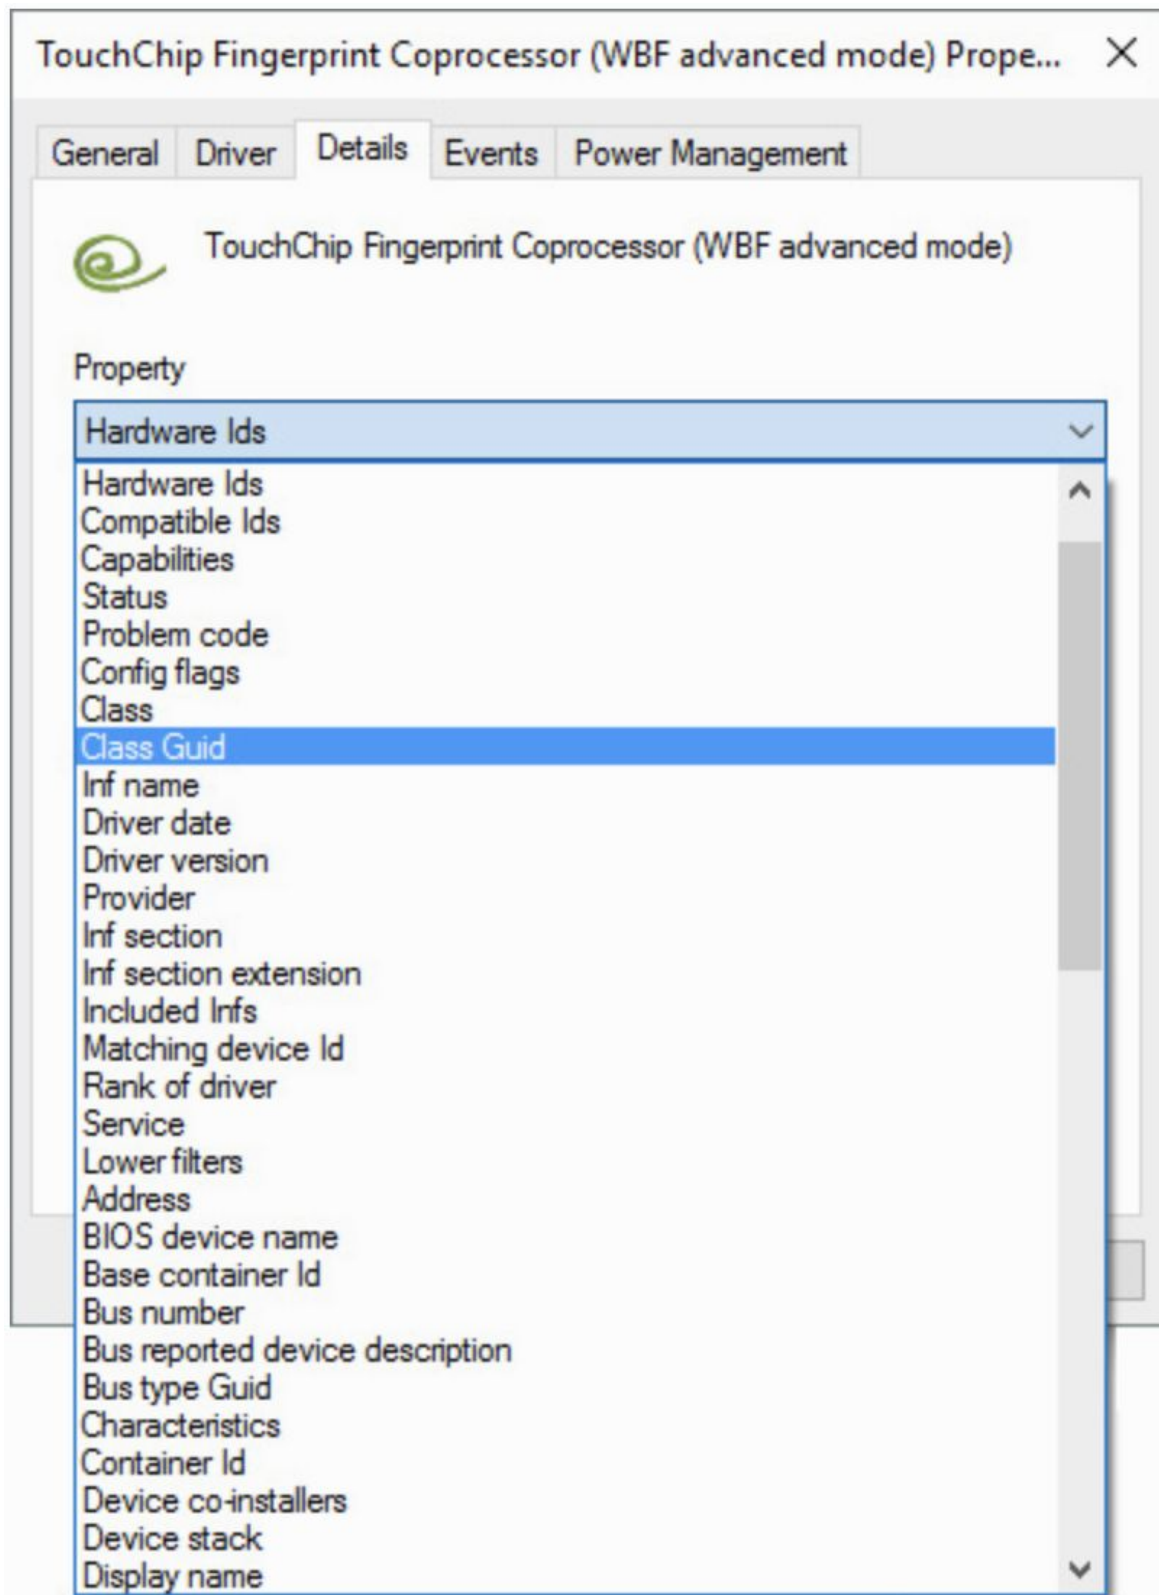 TouchChip Fingerprint Coprocessor (WBF advanced mode) Prope...
General Driver Details Events Power Management
TouchChip Fingerprint Coprocessor (WBF advanced mode)
Property
Hardware Ids
Hardware Ids
Compatible Ids
Capabilities
Status
Problem code
Config flags
Class
Class Guid
Inf name
Driver date
Driver version
Provider
Inf section
Inf section extension
Included Infs
Matching device Id
Rank of driver
Service
Lower filters
Address
BIOS device name
Base container Id
Bus number
Bus reported device description
Bus type Guid
Characteristics
Container Id
Device co-installers
Device stack
Display name